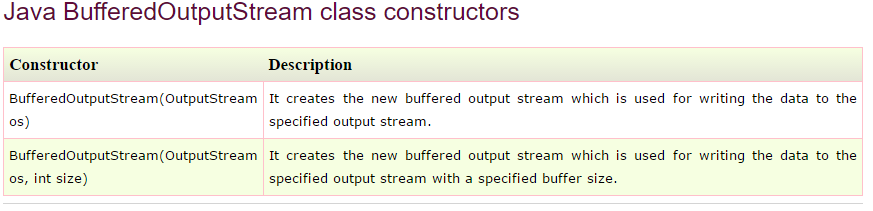 Java BufferedOutputStream class constructors
Constructor Description
BufferedOutputStream(OutputStream It creates the new buffered output stream which is used for writing the data to the
os) specified output stream.
BufferedOutputStream(OutputStream It creates the new buffered output stream which is used for writing the data to the
os, int size) specified output stream with a specified buffer size.